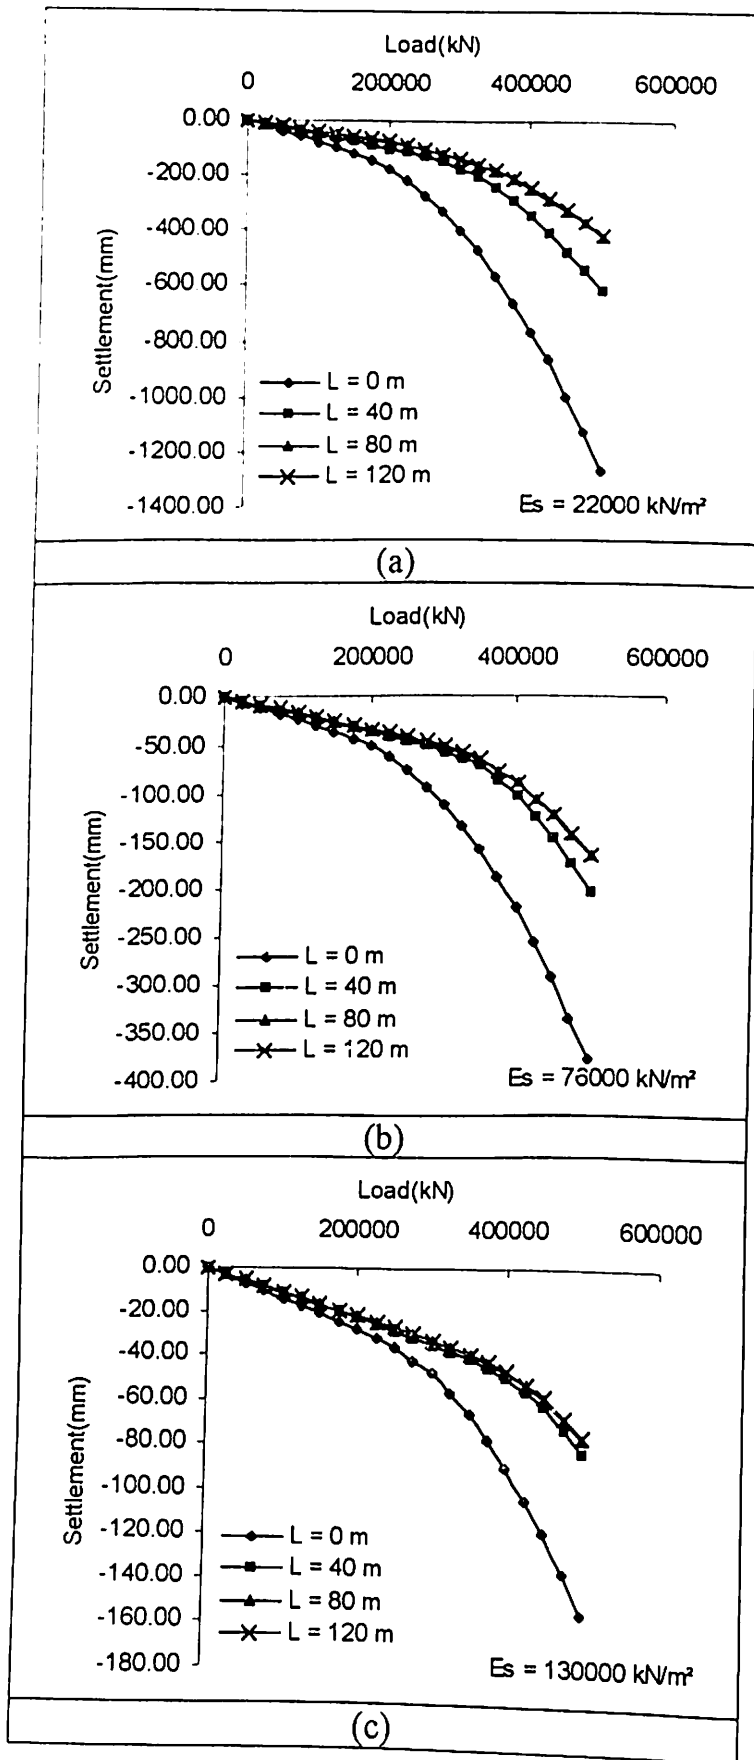 Load(kN)
0 200000 400000 600000
0.00
-200.00
-400.00
-600.00
-800.00
-1000.00
-1200.00
-1400.00
Settlement(mm)
L = 0 m
L = 40 m
L = 80 m
L = 120 m
Es = 22000 kN/m²
(a)
Load(kN)
0 200000 400000 600000
0.00
-50.00
-100.00
-150.00
-200.00
-250.00
-300.00
-350.00
-400.00
Settlement(mm)
L = 0 m
L = 40 m
L = 80 m
L = 120 m
Es = 76000 kN/m²
(b)
Load(kN)
0 200000 400000 600000
0.00
-20.00
-40.00
-60.00
-80.00
-100.00
-120.00
-140.00
-160.00
-180.00
Settlement(mm)
L = 0 m
L = 40 m
L = 80 m
L = 120 m
Es = 130000 kN/m²
(c)